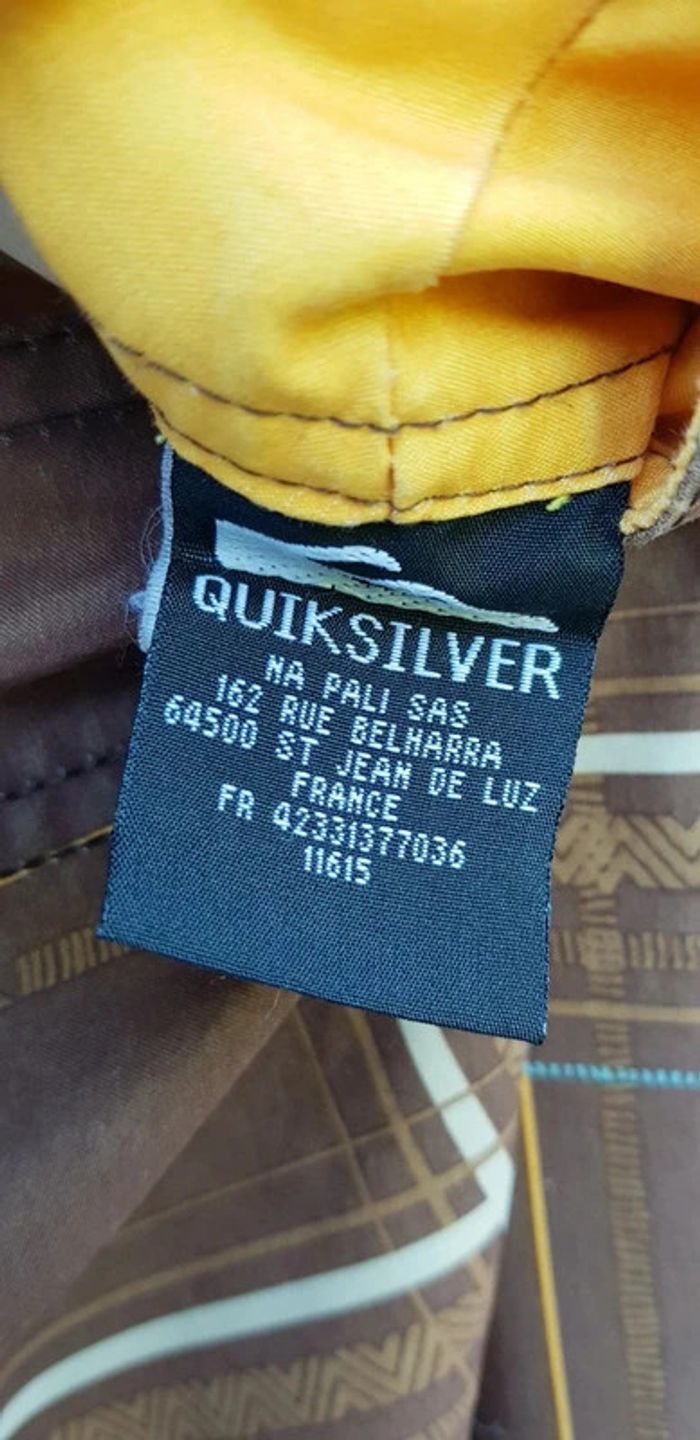 QUIKSILVER
NA PALI SAS
162 RUE BELHARRA
64500 ST JEAN DE LUZ
FRANCE
FR 42331377036
11615